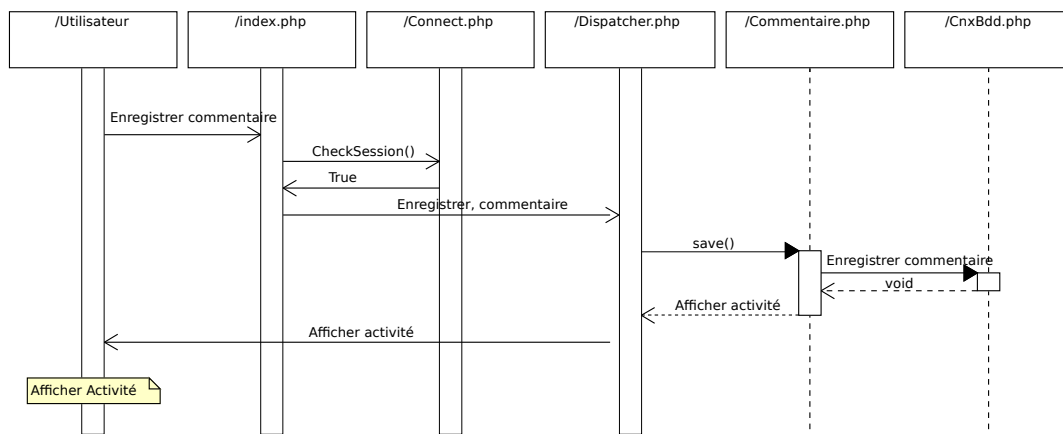 /Utilisateur
/index.php
/Connect.php
/Dispatcher.php
/Commentaire.php
/CnxBdd.php
Enregistrer commentaire
CheckSession()
True
Enregistrer, commentaire
save()
Enregistrer commentaire
void
Afficher activité
Afficher activité
Afficher Activité